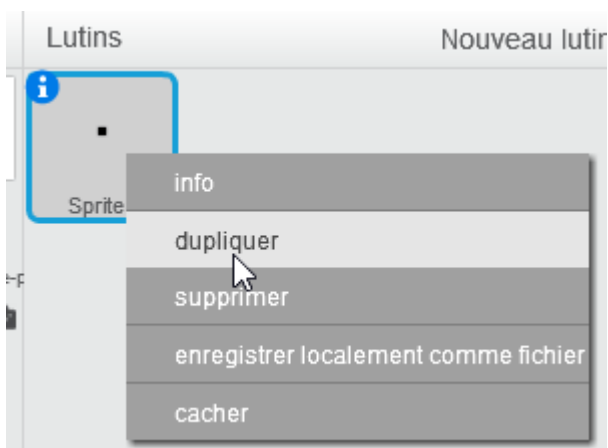 Lutins Nouveau lutin
i
Sprite
info
dupliquer
supprimer
enregistrer localement comme fichier
cacher